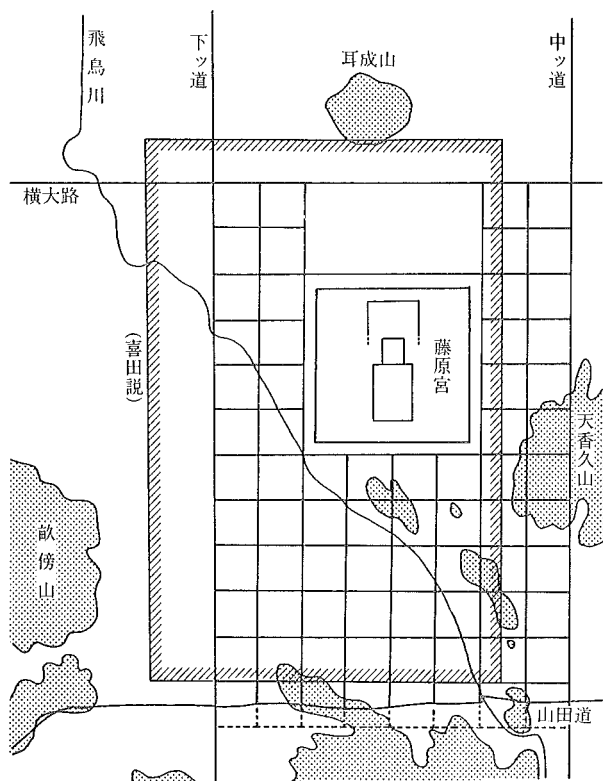 飛鳥川
下ッ道
中ッ道
耳成山
横大路
(喜田説)
藤原宮
天香久山
畝傍山
山田道